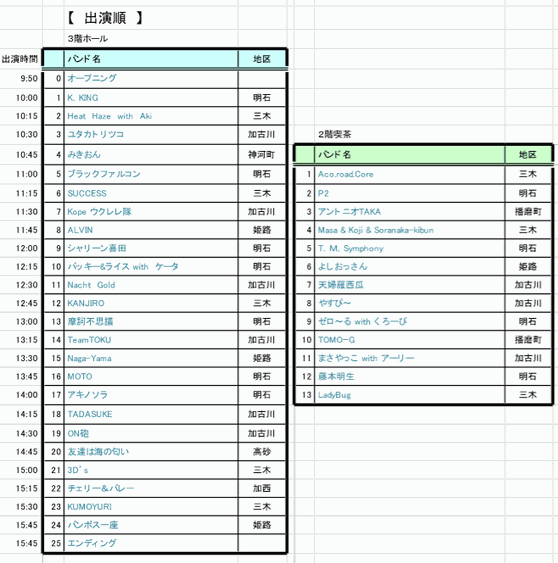 【 出演順 】
3階ホール
出演時間 バンド名 地区
9:50 0 オープニング
10:00 1 K. KING 明石
10:15 2 Heat Haze with Aki 三木
10:30 3 ユタカトリツコ 加古川
10:45 4 みきおん 神河町
11:00 5 ブラックファルコン 明石
11:15 6 SUCCESS 三木
11:30 7 Kope ウクレレ隊 加古川
11:45 8 ALVIN 姫路
12:00 9 シャリーン喜田 明石
12:15 10 バッキー&ライス with ケータ 明石
12:30 11 Nacht Gold 加古川
12:45 12 KANJIRO 三木
13:00 13 摩訶不思議 明石
13:15 14 TeamTOKU 加古川
13:30 15 Naga-Yama 姫路
13:45 16 MOTO 明石
14:00 17 アキノソラ 明石
14:15 18 TADASUKE 加古川
14:30 19 ON砲 加古川
14:45 20 友達は海の匂い 高砂
15:00 21 3D's 三木
15:15 22 チェリー&バレー 加西
15:30 23 KUMOYURI 三木
15:45 24 バンボス一座 姫路
15:45 25 エンディング
2階喫茶
バンド名 地区
1 Aco.road.Core 三木
2 P2 明石
3 アントニオTAKA 播磨町
4 Masa & Koji & Soranaka-kibun 三木
5 T. M. Symphony 明石
6 よしおっさん 姫路
7 天婦羅西瓜 加古川
8 やすび～ 加古川
9 ゼロ～る with くろーび 明石
10 TOMO-G 播磨町
11 まさやっこ with アーリー 加古川
12 藤本明生 明石
13 LadyBug 三木